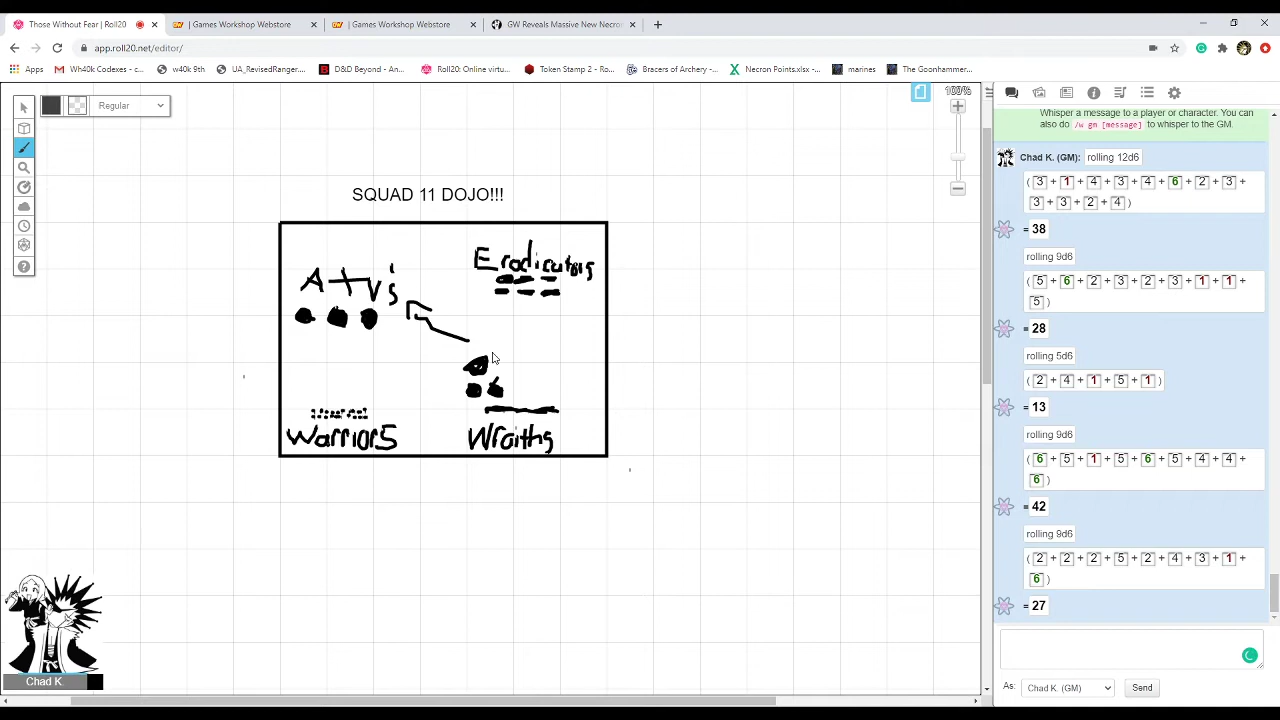 Those Without Fear | Roll20
| Games Workshop Webstore
| Games Workshop Webstore
GW Reveals Massive New Necron
app.roll20.net/editor/
Apps
Wh40k Codexes - c...
w40k 9th
UA_RevisedRanger....
D&D Beyond - An...
Roll20: Online virtu...
Token Stamp 2 - Ro...
Bracers of Archery -...
Necron Points.xlsx -...
marines
The Goonhammer...
Regular
100%
SQUAD 11 DOJO!!!
Atv's
Eradicators
Warriors
Wraiths
Chad K.
Whisper a message to a player or character. You can
also do /w gm [message] to whisper to the GM.
Chad K. (GM): rolling 12d6
( 3 + 1 + 4 + 3 + 4 + 6 + 2 + 3 +
3 + 3 + 2 + 4 )
= 38
rolling 9d6
( 5 + 6 + 2 + 3 + 2 + 3 + 1 + 1 +
5 )
= 28
rolling 5d6
( 2 + 4 + 1 + 5 + 1 )
= 13
rolling 9d6
( 6 + 5 + 1 + 5 + 6 + 5 + 4 + 4 +
6 )
= 42
rolling 9d6
( 2 + 2 + 2 + 5 + 2 + 4 + 3 + 1 +
6 )
= 27
As: Chad K. (GM) Send